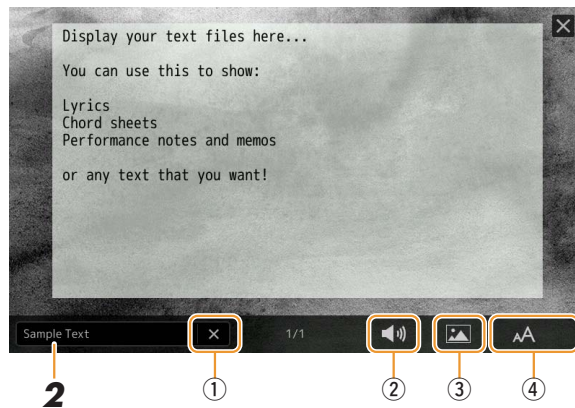 Display your text files here...
You can use this to show:
Lyrics
Chord sheets
Performance notes and memos
or any text that you want!
Sample Text
1/1
AA
2
① ② ③ ④